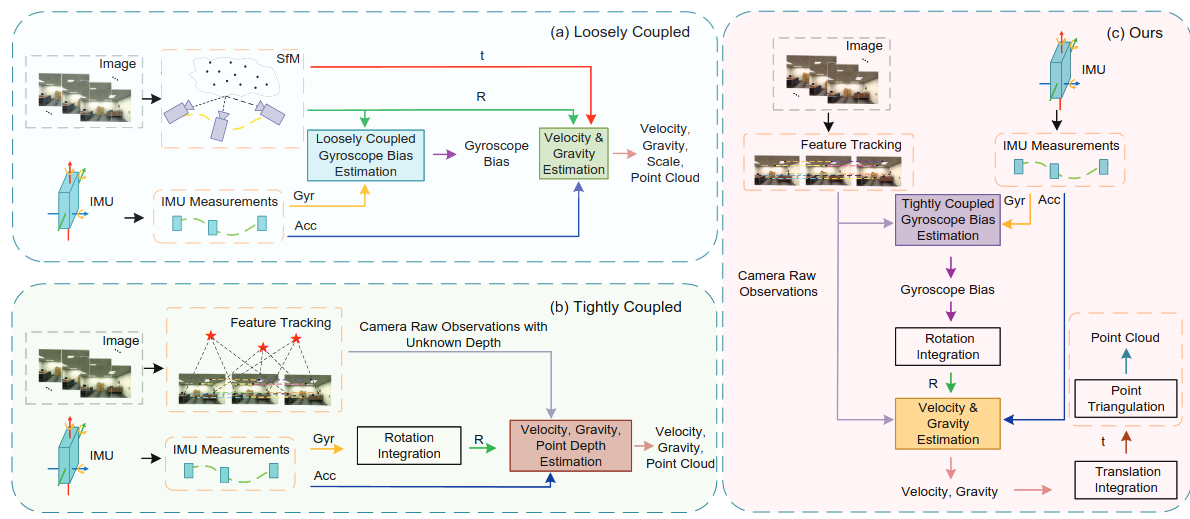 (a) Loosely Coupled
Image
SfM
t
R
Loosely Coupled
Gyroscope Bias
Estimation
Gyroscope
Bias
Velocity &
Gravity
Estimation
Velocity,
Gravity,
Scale,
Point Cloud
IMU
IMU Measurements
Gyr
Acc
(b) Tightly Coupled
Image
Feature Tracking
Camera Raw Observations with
Unknown Depth
IMU
IMU Measurements
Gyr
Acc
Rotation
Integration
R
Velocity, Gravity,
Point Depth
Estimation
Velocity,
Gravity,
Point Cloud
(c) Ours
Image
IMU
Feature Tracking
IMU Measurements
Tightly Coupled
Gyroscope Bias
Estimation
Gyr
Acc
Camera Raw
Observations
Gyroscope Bias
Rotation
Integration
R
Velocity &
Gravity
Estimation
Velocity, Gravity
Translation
Integration
t
Point
Triangulation
Point Cloud